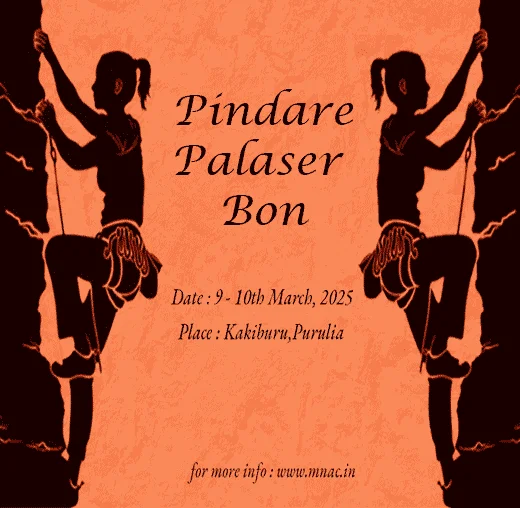 Pindare
Palaser
Bon
Date : 9 - 10th March, 2025
Place : Kakiburu,Purulia
for more info : www.mnac.in